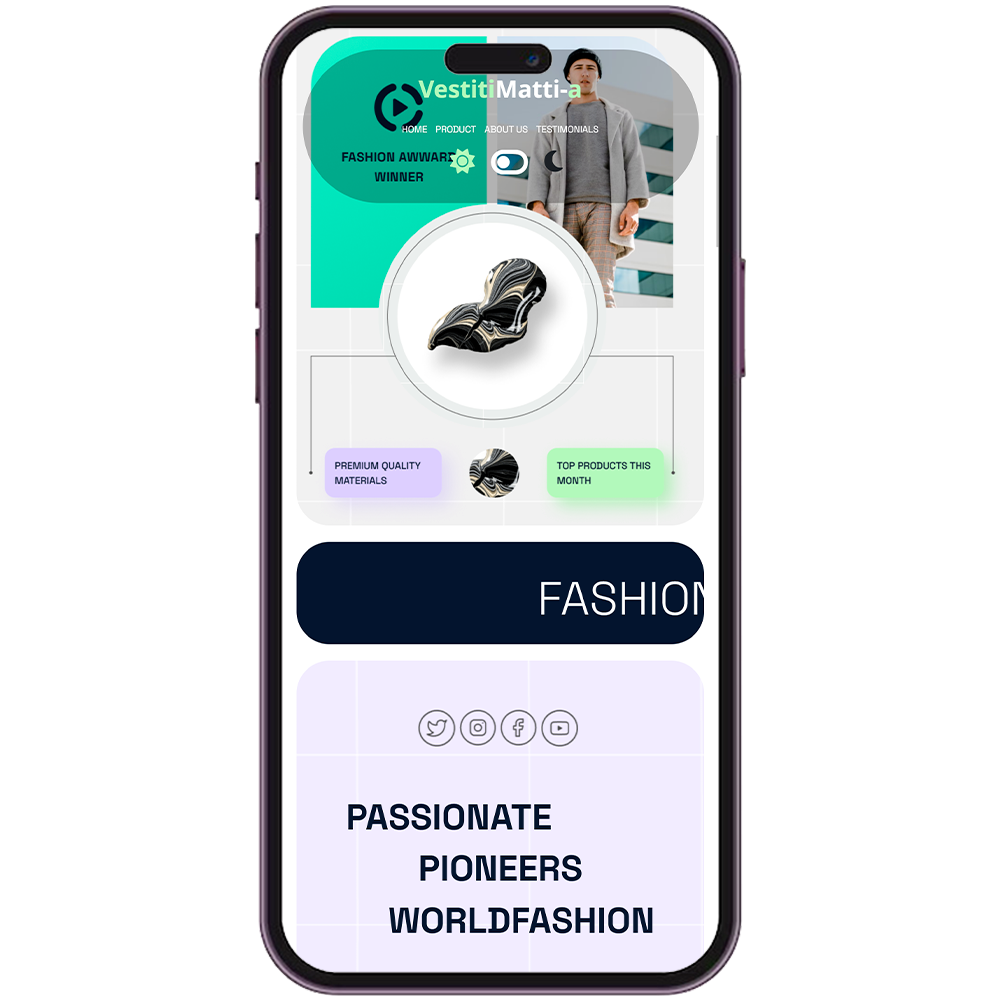 VestitiMatti-a
HOME PRODUCT ABOUT US TESTIMONIALS
FASHION AWWARD
WINNER
PREMIUM QUALITY
MATERIALS
TOP PRODUCTS THIS
MONTH
FASHION
PASSIONATE
PIONEERS
WORLDFASHION